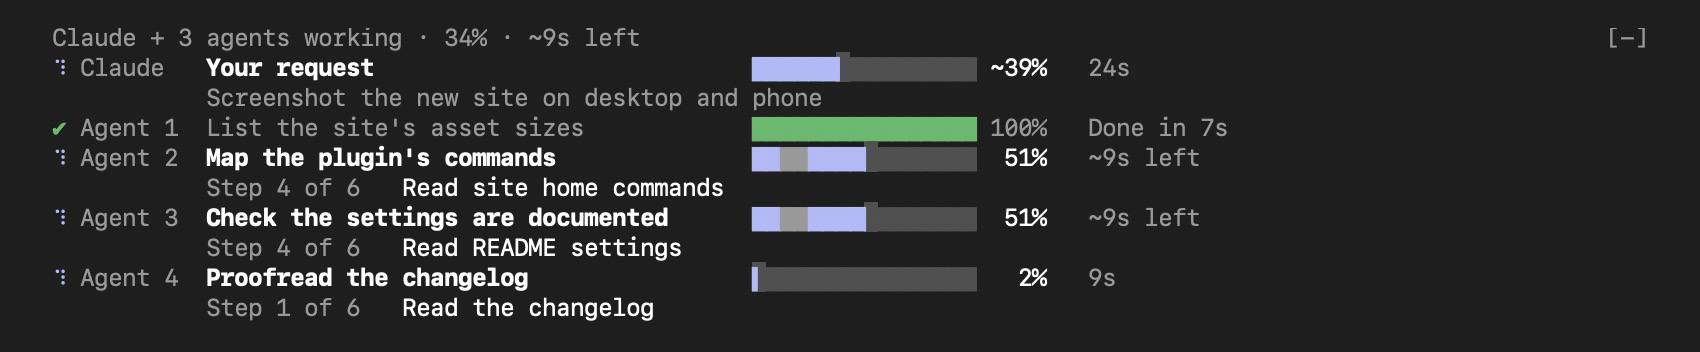 Claude + 3 agents working · 34% · ~9s left [−]
Claude Your request ~39% 24s
Screenshot the new site on desktop and phone
✔ Agent 1 List the site's asset sizes 100% Done in 7s
Agent 2 Map the plugin's commands 51% ~9s left
Step 4 of 6 Read site home commands
Agent 3 Check the settings are documented 51% ~9s left
Step 4 of 6 Read README settings
Agent 4 Proofread the changelog 2% 9s
Step 1 of 6 Read the changelog